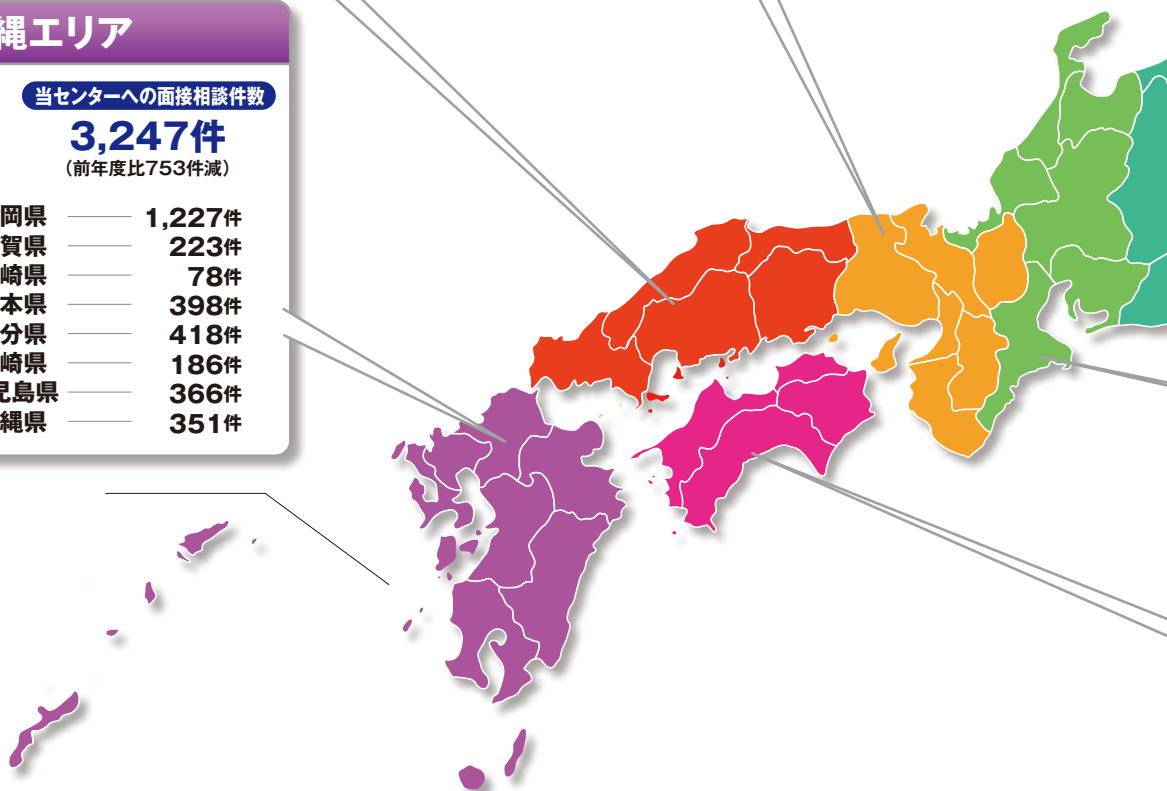 縄エリア
当センターへの面接相談件数
3,247件
(前年度比753件減)
岡県 1,227件
賀県 223件
崎県 78件
本県 398件
分県 418件
崎県 186件
児島県 366件
縄県 351件